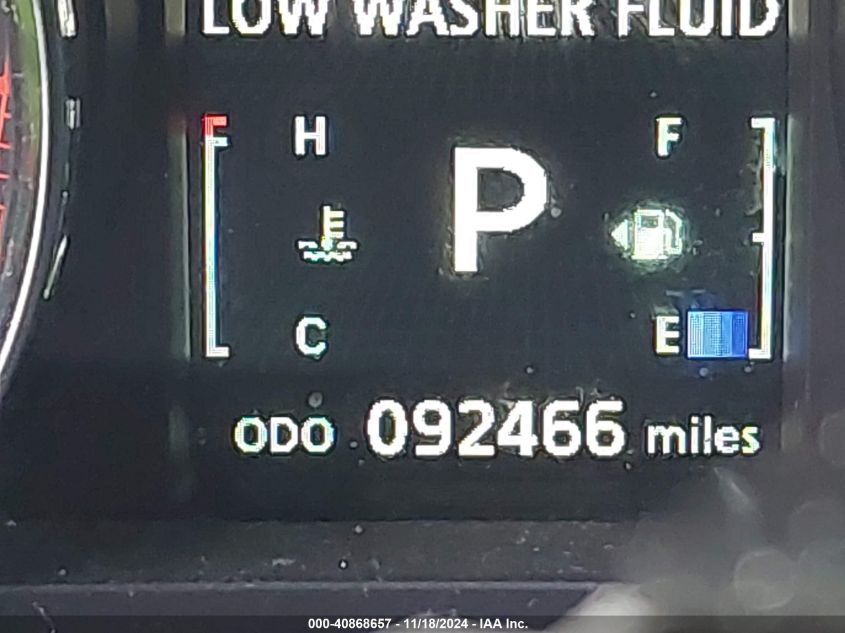 LOW WASHER FLUID
H F
P
C E
ODO 092466 miles
000-40868657 - 11/18/2024 - IAA Inc.